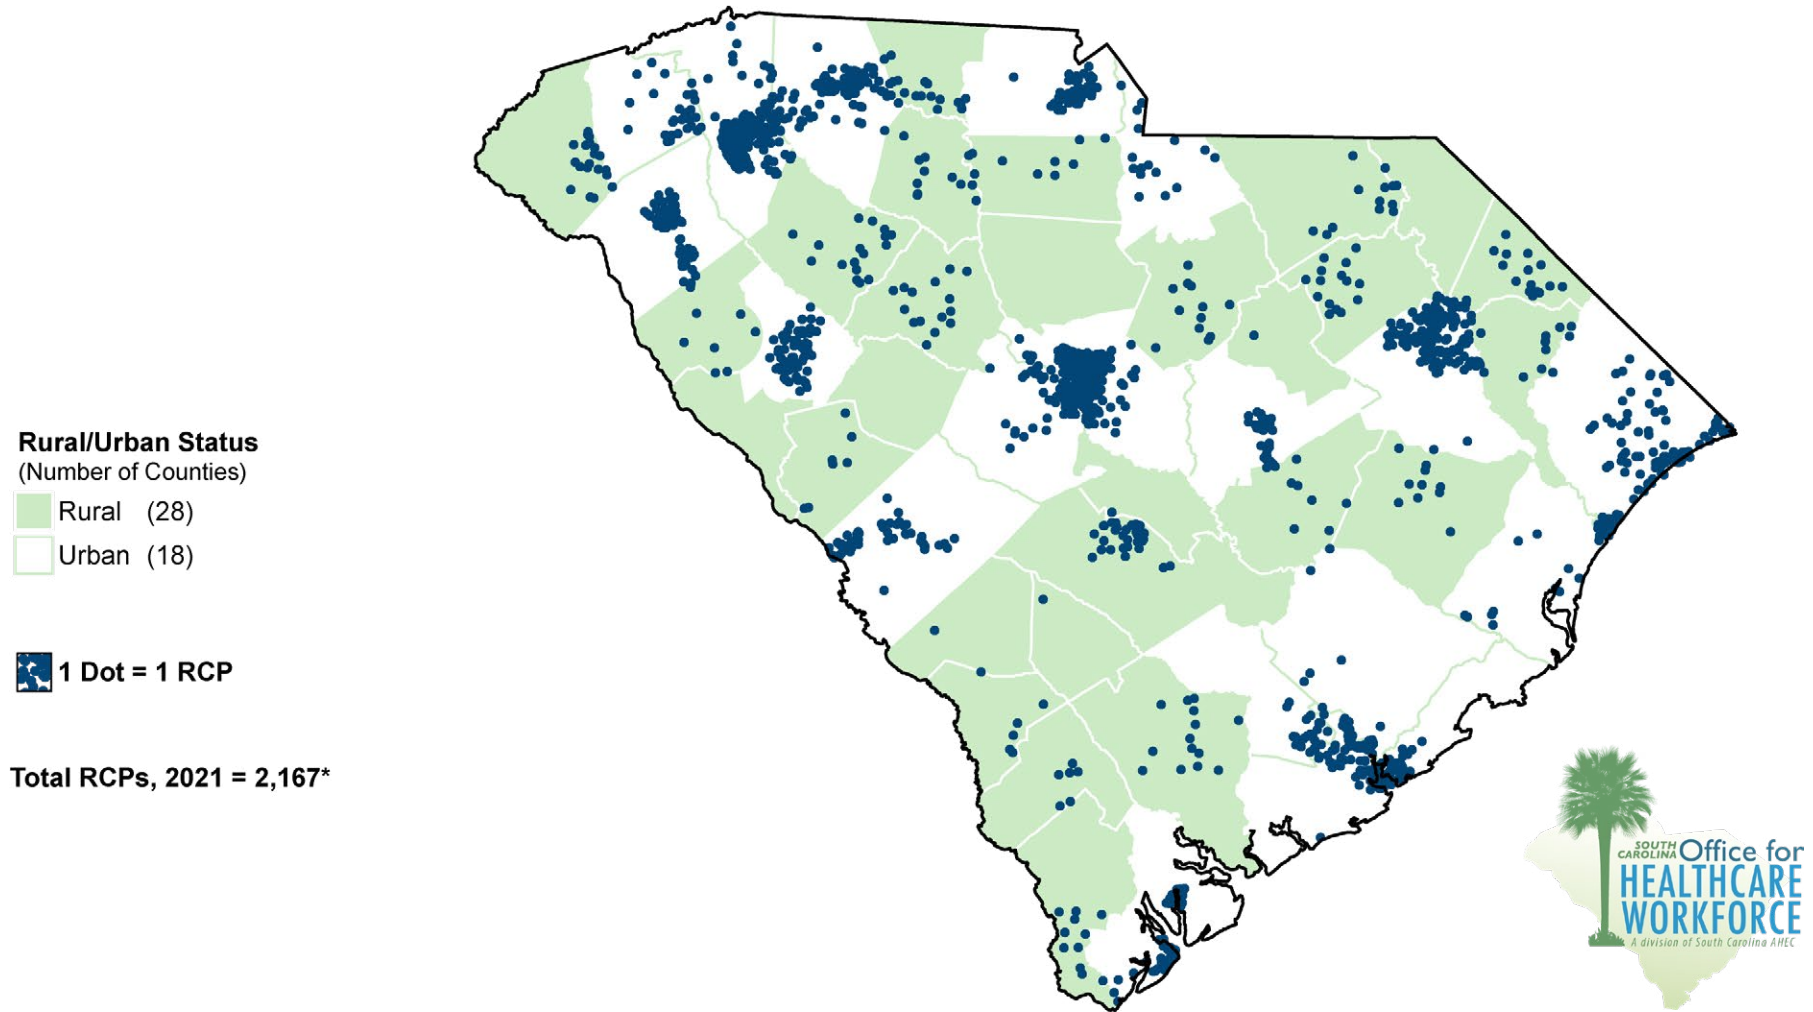 Rural/Urban Status
(Number of Counties)
Rural (28)
Urban (18)
1 Dot = 1 RCP
Total RCPs, 2021 = 2,167*
SOUTH CAROLINA Office for
HEALTHCARE
WORKFORCE
A division of South Carolina AHEC